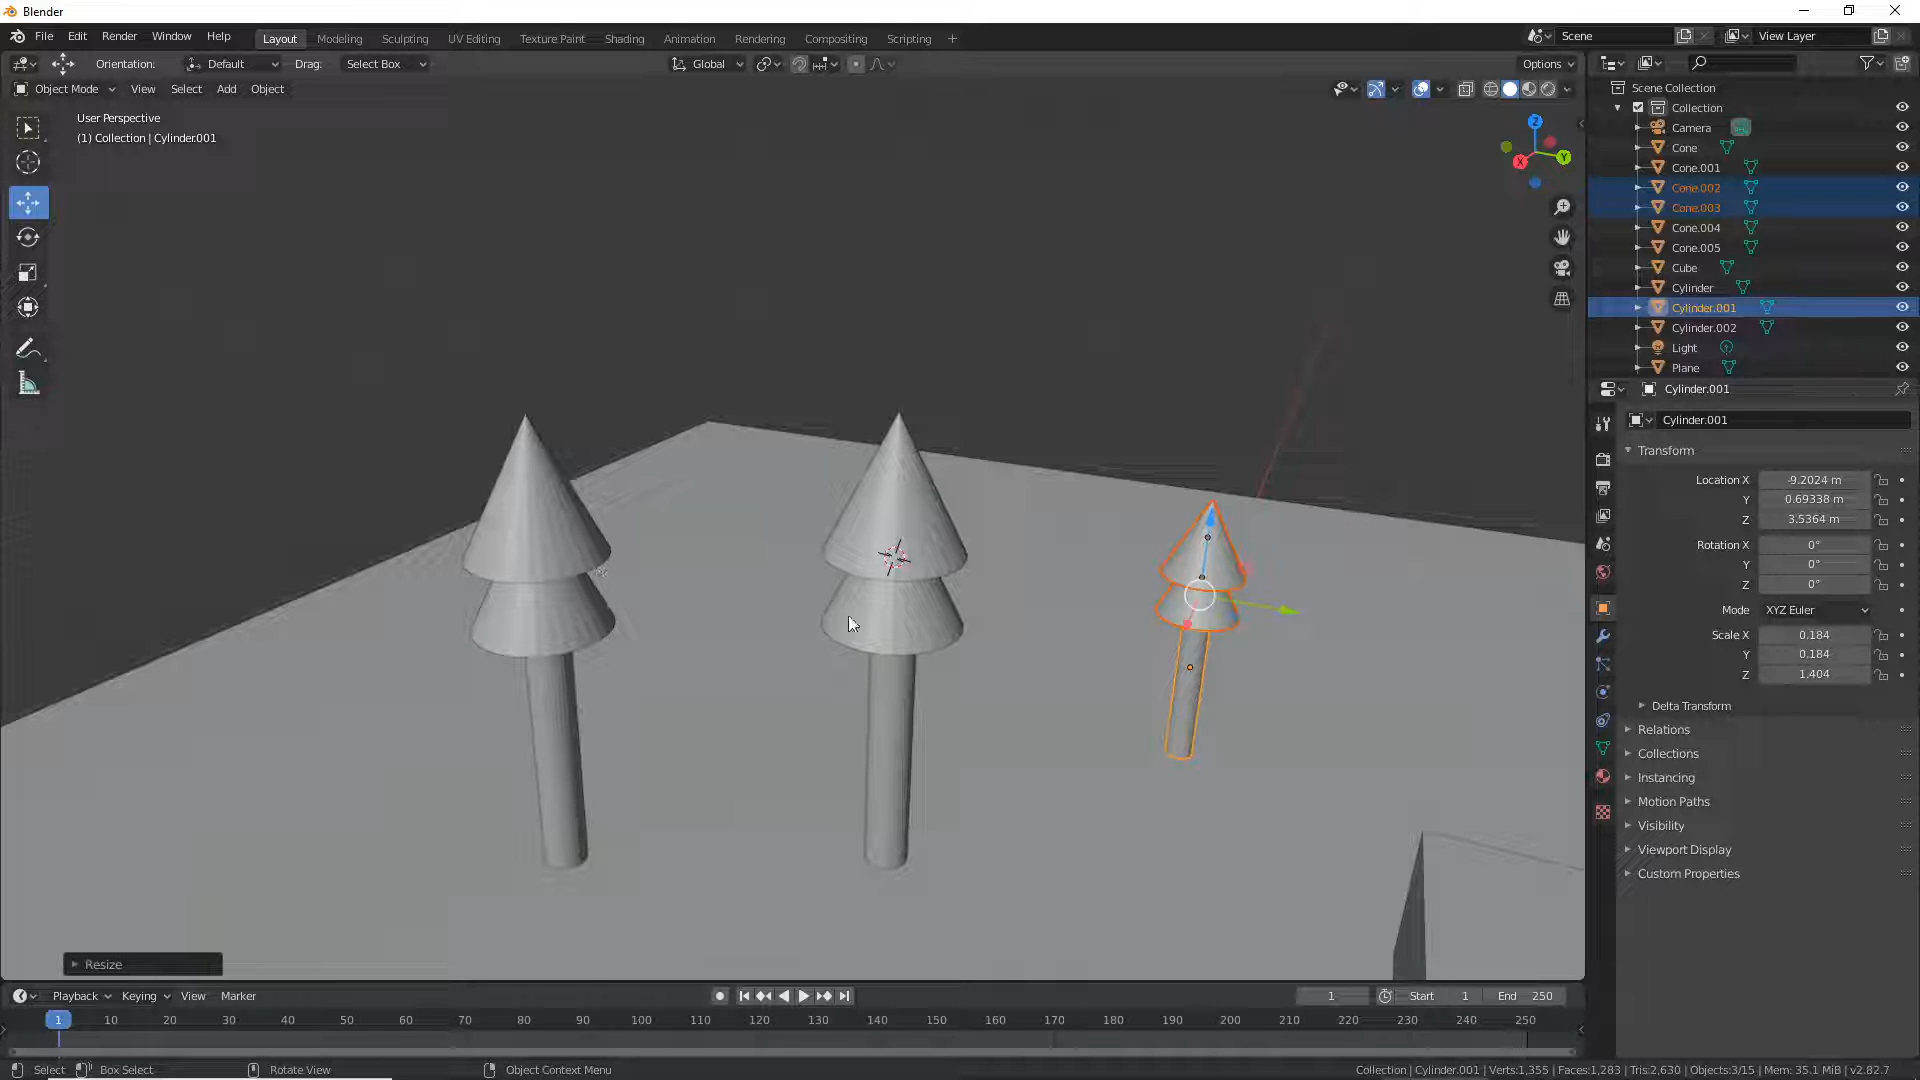 Blender
File Edit Render Window Help
Layout Modeling Sculpting UV Editing Texture Paint Shading Animation Rendering Compositing Scripting +
Scene
View Layer
Orientation: Default Drag: Select Box
Global
Options
Object Mode View Select Add Object
User Perspective
(1) Collection | Cylinder.001
Z
X
Y
Scene Collection
Collection
Camera
Cone
Cone.001
Cone.002
Cone.003
Cone.004
Cone.005
Cube
Cylinder
Cylinder.001
Cylinder.002
Light
Plane
Cylinder.001
Cylinder.001
Transform
Location X -9.2024 m
Y 0.69338 m
Z 3.5364 m
Rotation X 0°
Y 0°
Z 0°
Mode XYZ Euler
Scale X 0.184
Y 0.184
Z 1.404
Delta Transform
Relations
Collections
Instancing
Motion Paths
Visibility
Viewport Display
Custom Properties
Resize
Playback Keying View Marker
1 Start 1 End 250
1 10 20 30 40 50 60 70 80 90 100 110 120 130 140 150 160 170 180 190 200 210 220 230 240 250
Select Box Select Rotate View Object Context Menu
Collection | Cylinder.001 | Verts:1,355 | Faces:1,283 | Tris:2,630 | Objects:3/15 | Mem: 35.1 MiB | v2.82.7